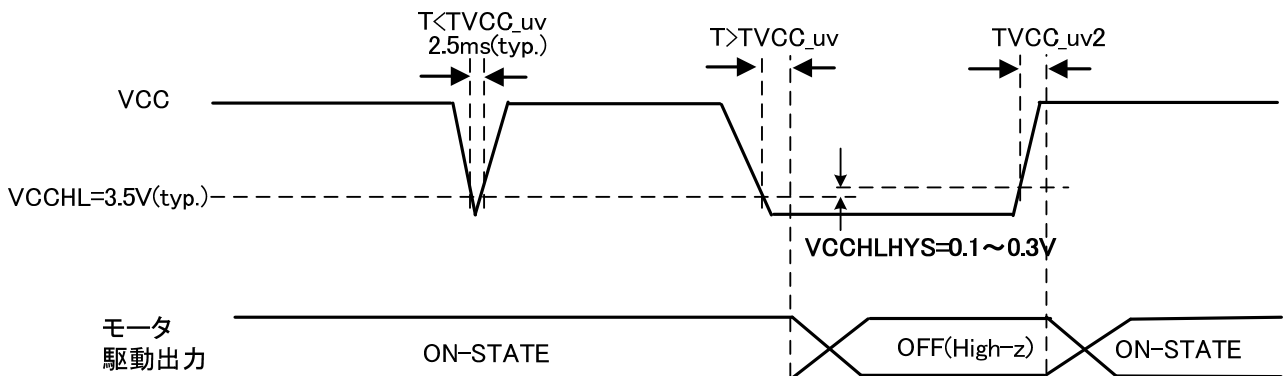 T<TVCC_uv
2.5ms(typ.)
T>TVCC_uv
TVCC_uv2
VCC
VCCHL=3.5V(typ.)
VCCHLHYS=0.1～0.3V
モータ
駆動出力
ON-STATE
OFF(High-z)
ON-STATE